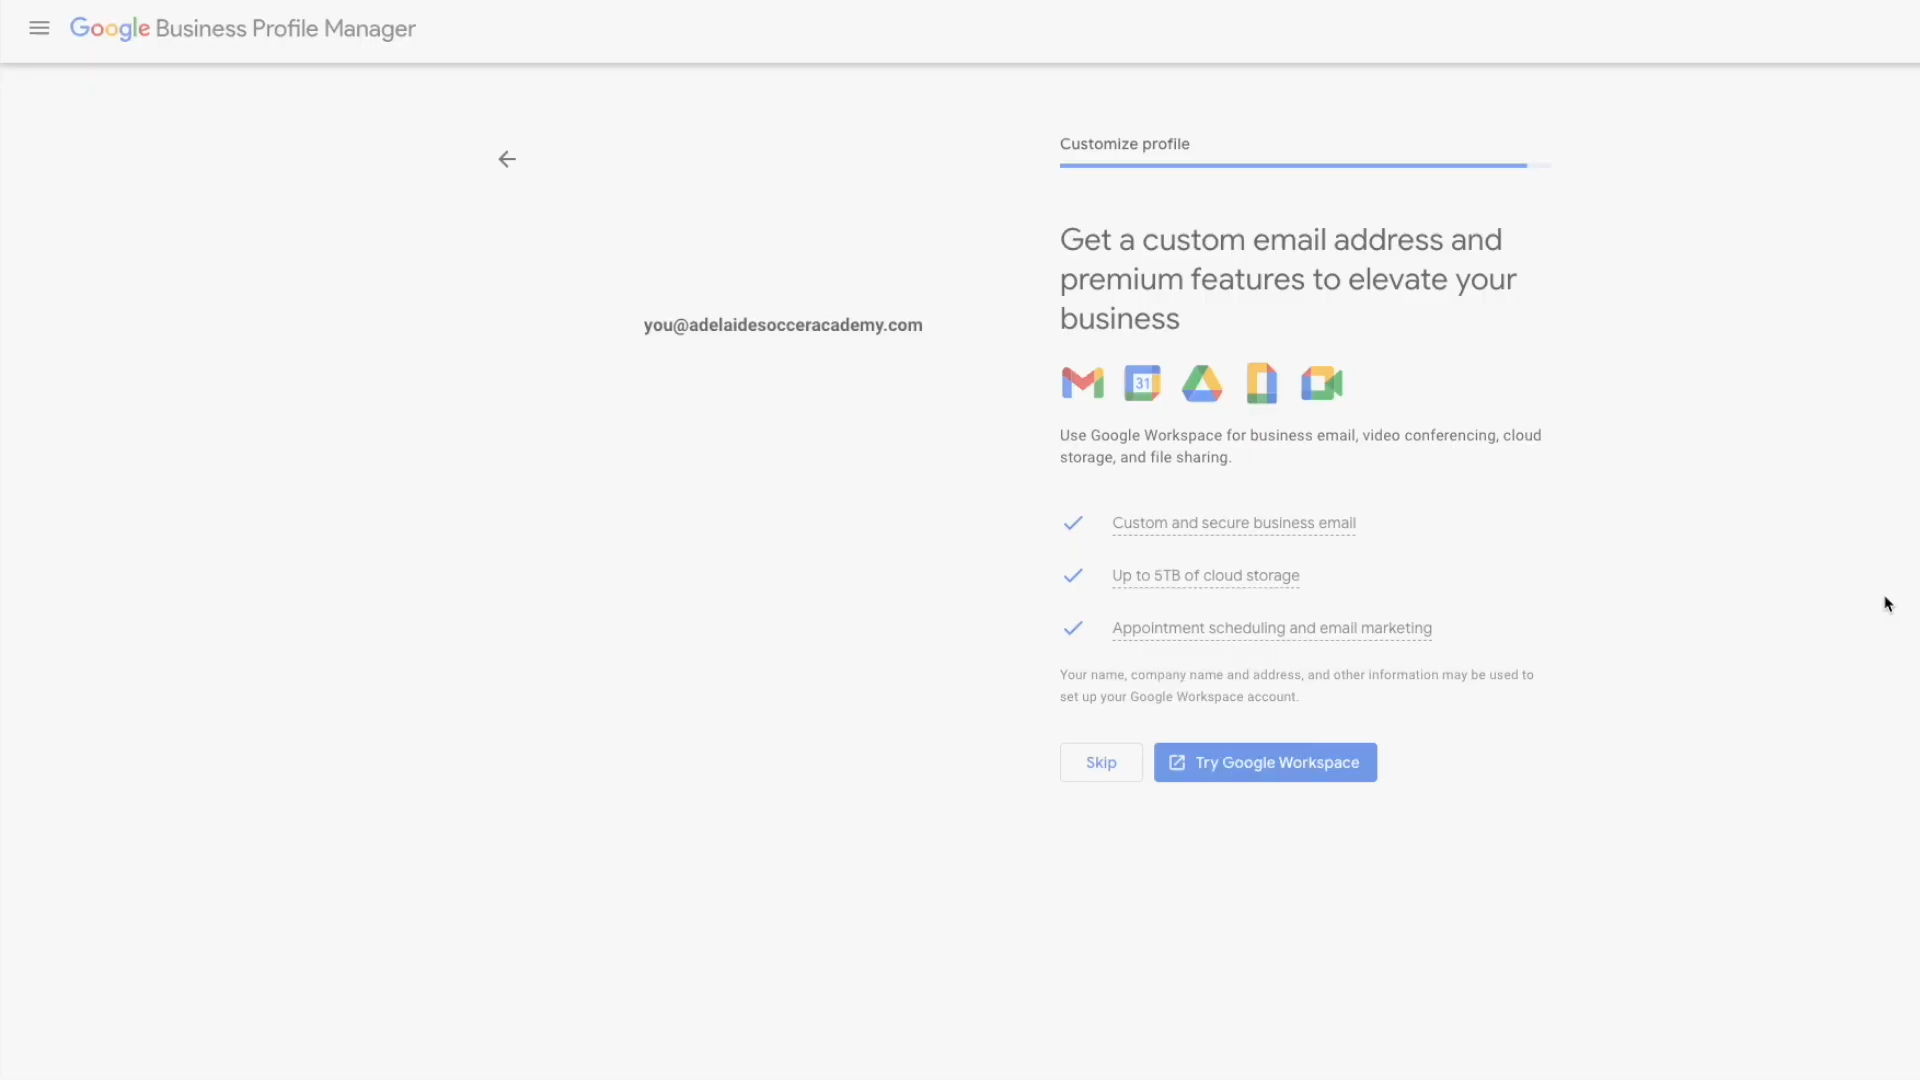 Google Business Profile Manager
Customize profile
Get a custom email address and
premium features to elevate your
business
you@adelaidesocceracademy.com
31
Use Google Workspace for business email, video conferencing, cloud
storage, and file sharing.
Custom and secure business email
Up to 5TB of cloud storage
Appointment scheduling and email marketing
Your name, company name and address, and other information may be used to
set up your Google Workspace account.
Skip
Try Google Workspace